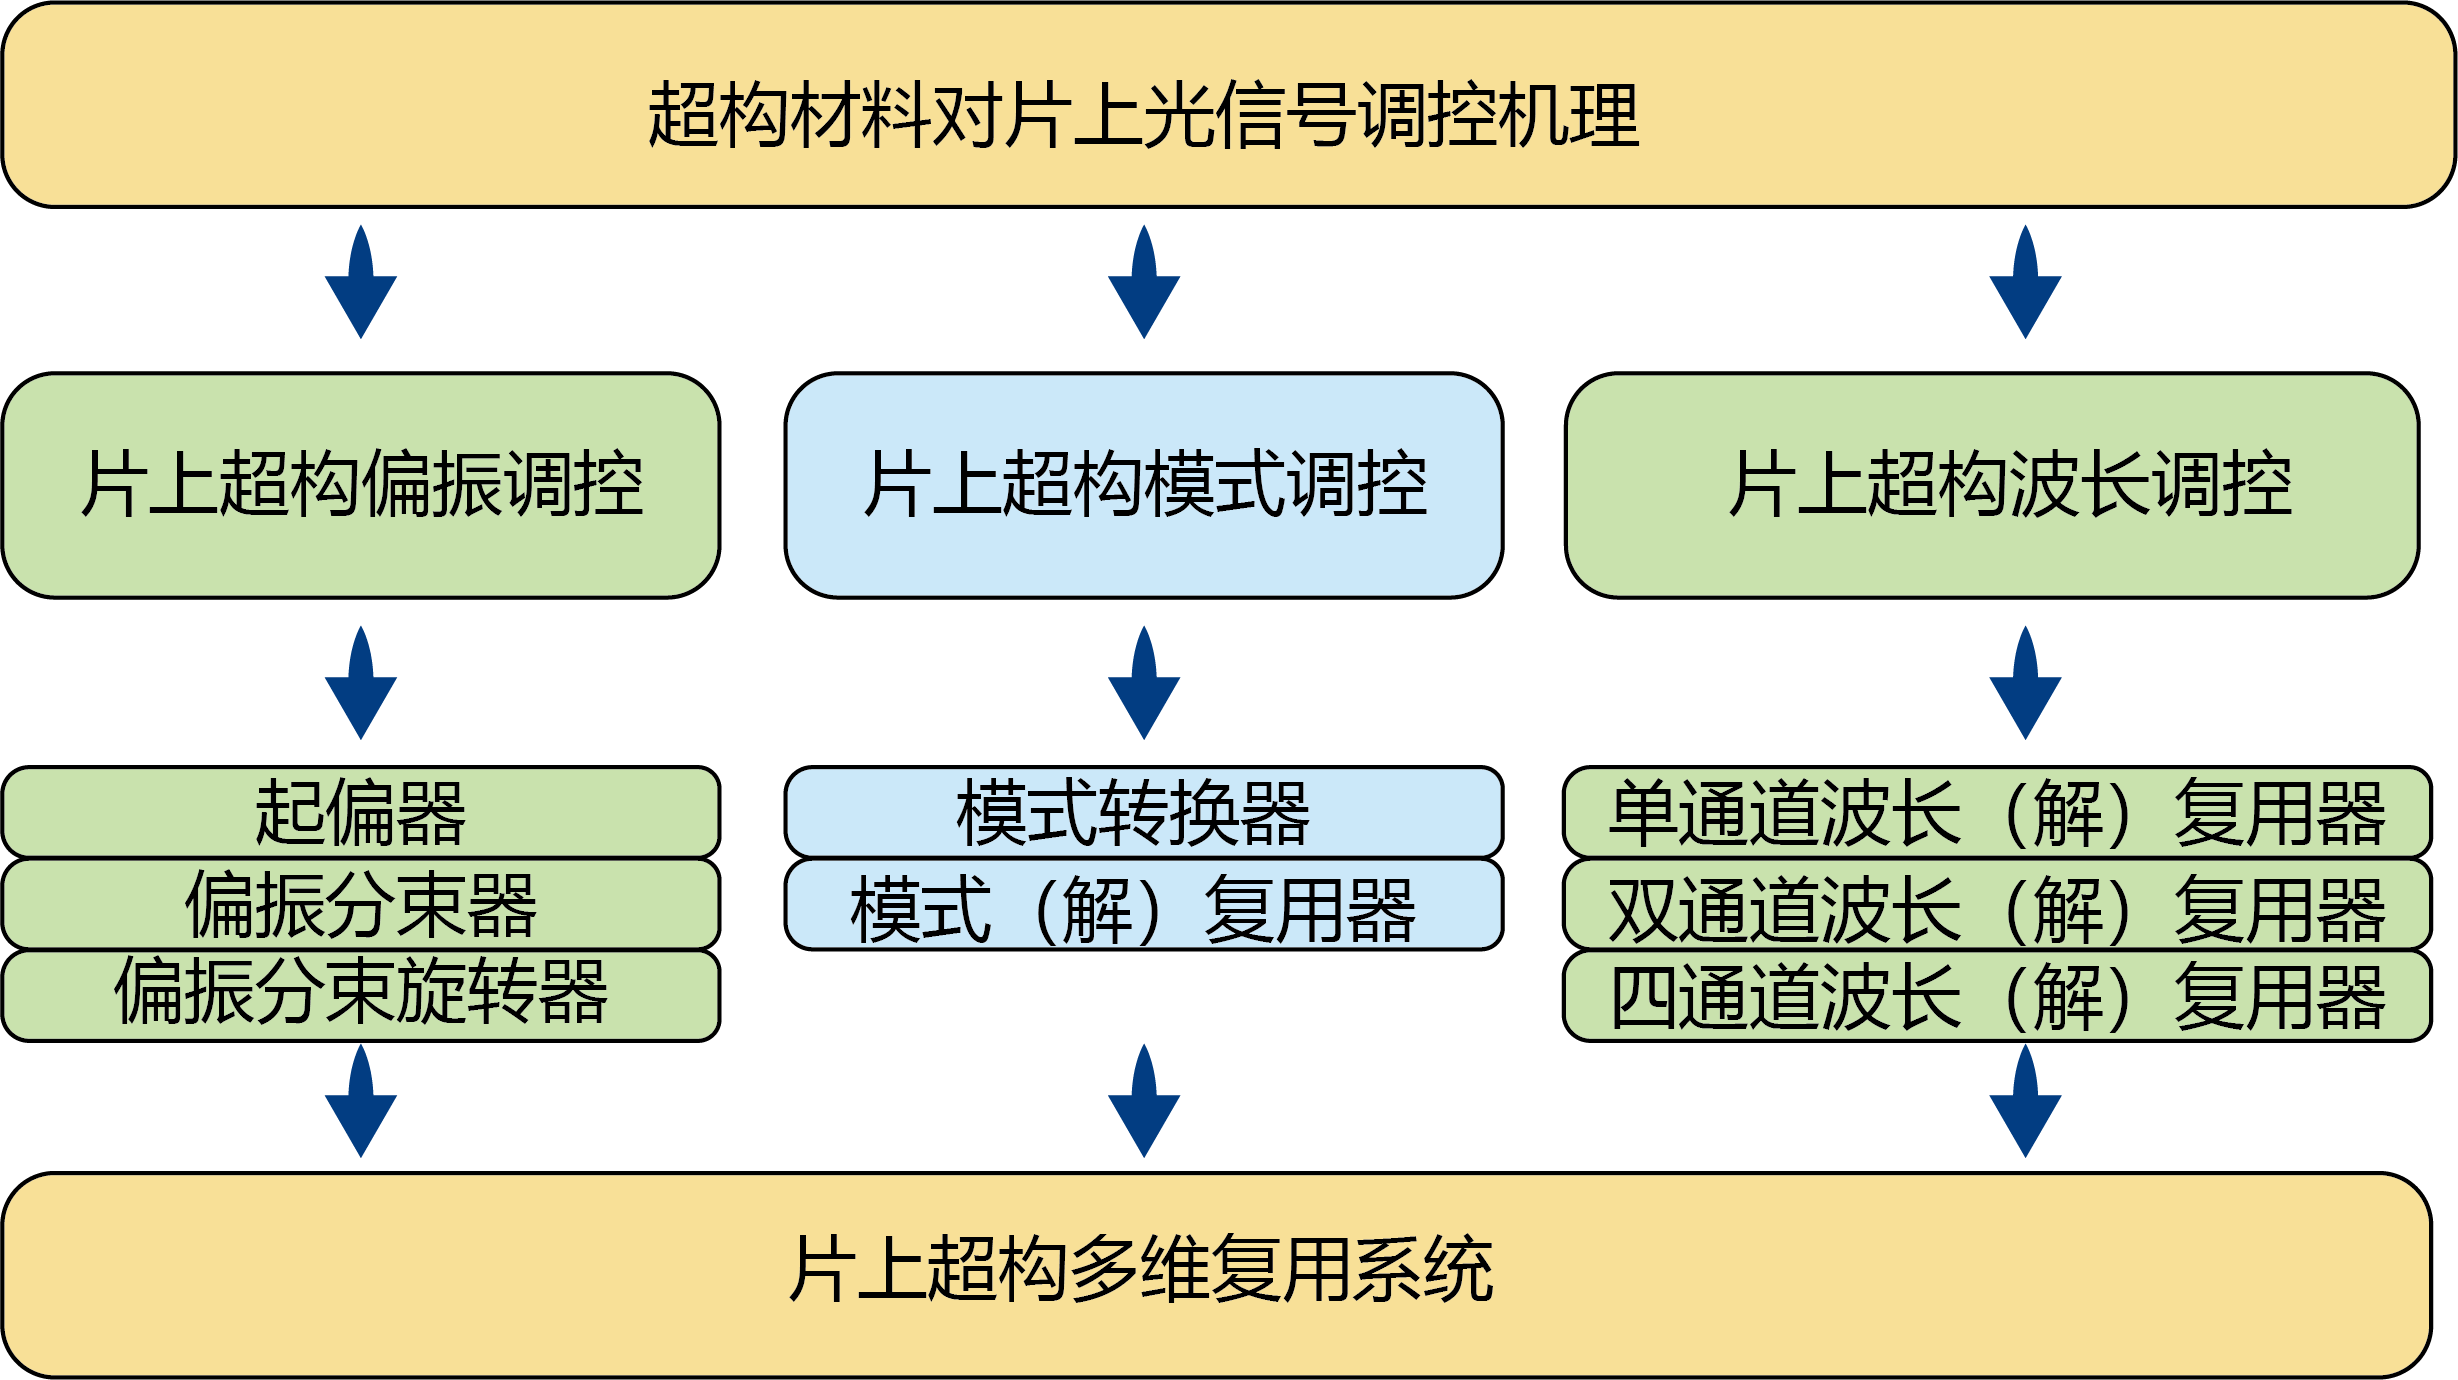 超构材料对片上光信号调控机理
片上超构偏振调控
片上超构模式调控
片上超构波长调控
起偏器
偏振分束器
偏振分束旋转器
模式转换器
模式（解）复用器
单通道波长（解）复用器
双通道波长（解）复用器
四通道波长（解）复用器
片上超构多维复用系统